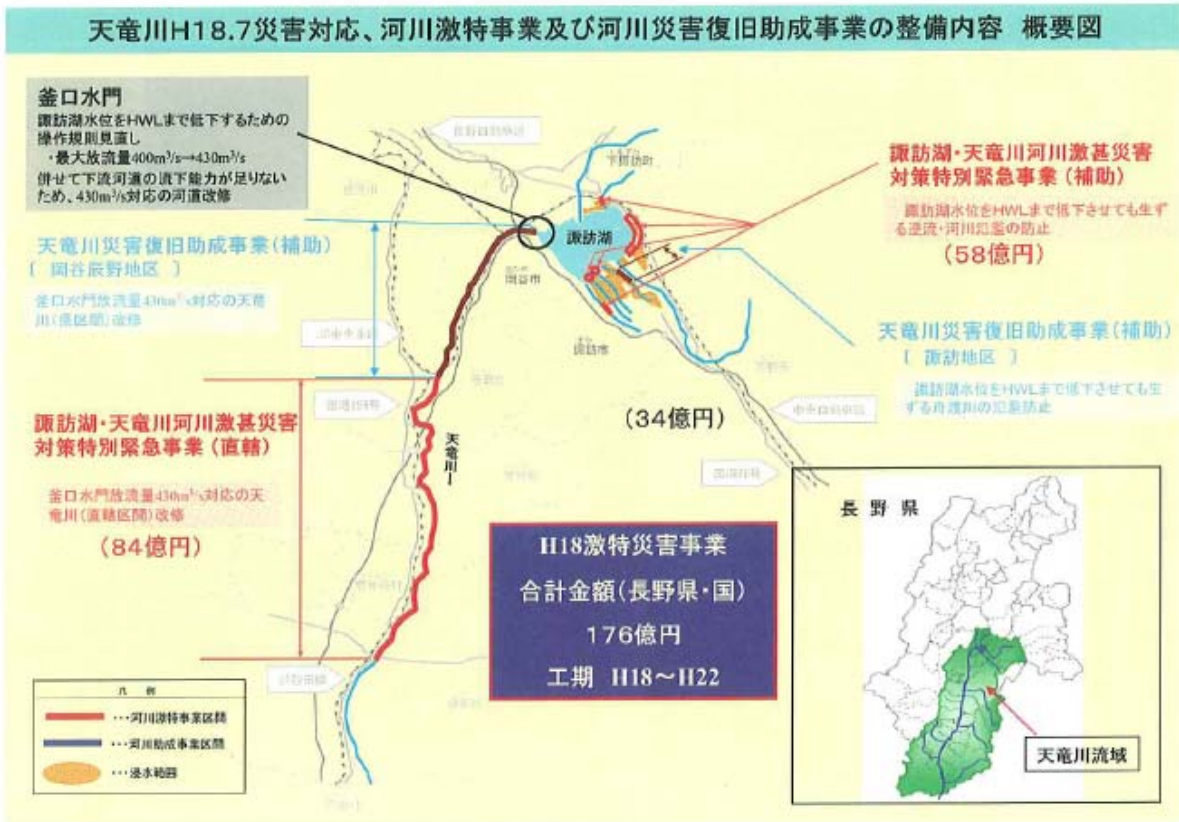 天竜川H18.7災害対応、河川激特事業及び河川災害復旧助成事業の整備内容 概要図
釜口水門
諏訪湖水位をHWLまで低下するための
操作規則見直し
・最大放流量400m³/s→430m³/s
併せて下流河道の流下能力が足りない
ため、430m³/s対応の河道改修
天竜川災害復旧助成事業(補助)
[ 岡谷辰野地区 ]
釜口水門放流量430m³/s対応の天竜
川(県区間)改修
諏訪湖・天竜川河川激甚災害
対策特別緊急事業(直轄)
釜口水門放流量430m³/s対応の天
竜川(直轄区間)改修
(84億円)
下諏訪町
諏訪湖
岡谷市
諏訪市
天竜川
諏訪湖・天竜川河川激甚災害
対策特別緊急事業(補助)
諏訪湖水位をHWLまで低下させても生ず
る逆流・河川氾濫の防止
(58億円)
天竜川災害復旧助成事業(補助)
[ 諏訪地区 ]
諏訪湖水位をHWLまで低下させても生
ずる舟渡川の氾濫防止
(34億円)
中央自動車道
H18激特災害事業
合計金額(長野県・国)
176億円
工期 H18～H22
長野県
天竜川流域
凡例
…河川激特事業区間
…河川助成事業区間
…浸水範囲